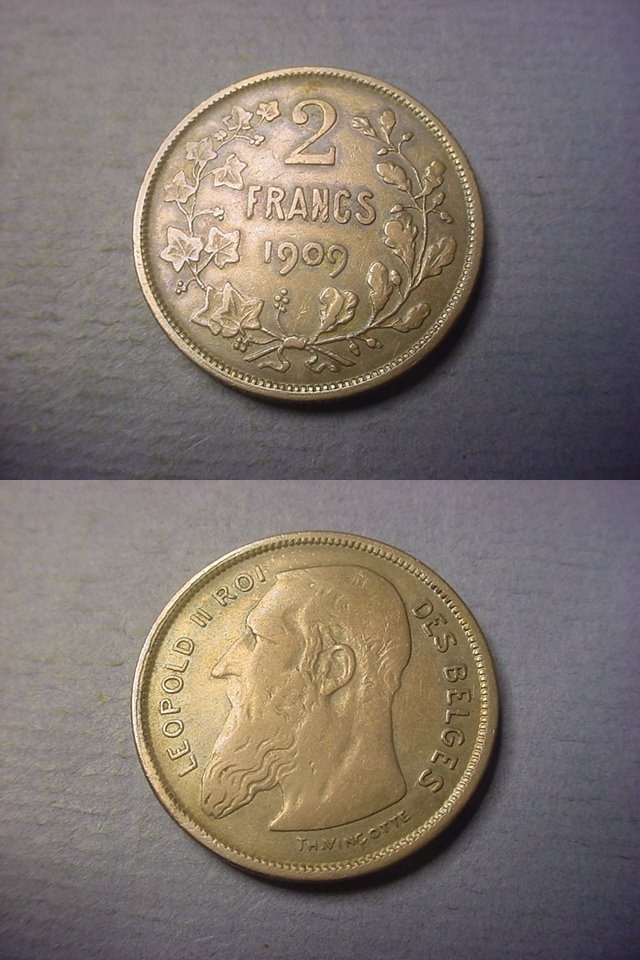 2
FRANCS
1909
LEOPOLD II ROI
DES BELGES
TH.VINÇOTTE